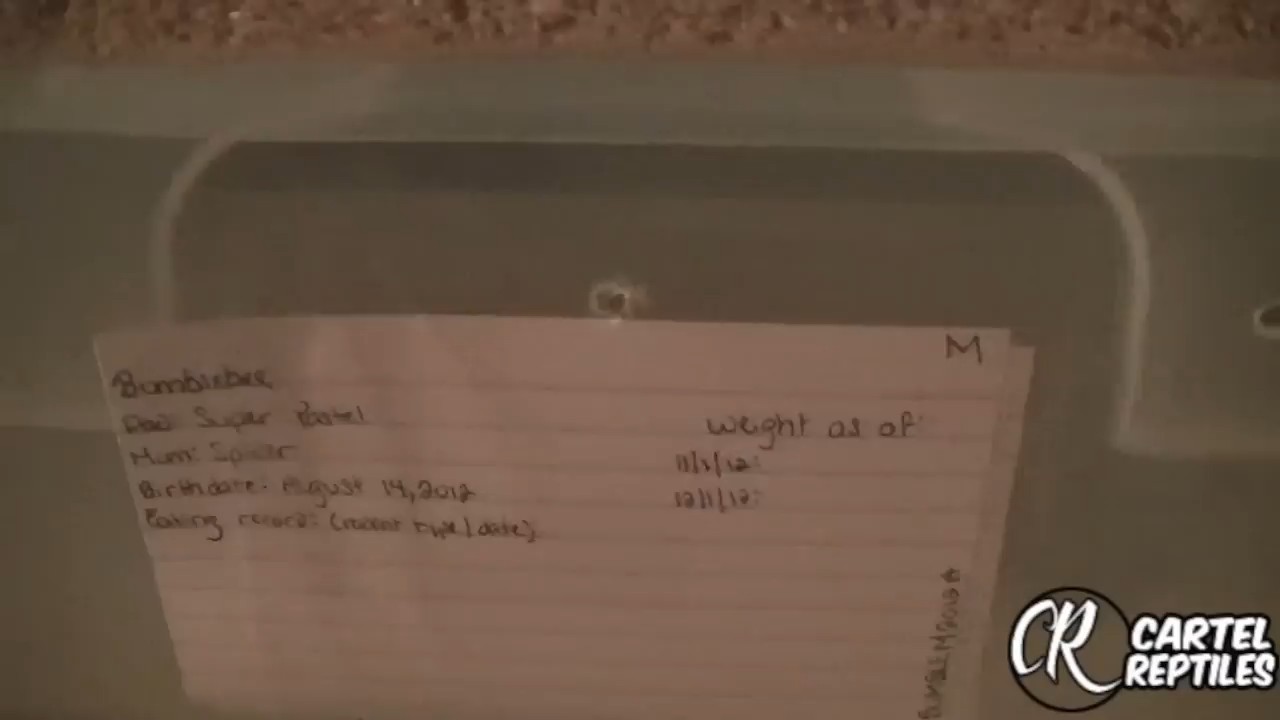 M
Bumblebee
Dad: Super Pastel
Mum: Spider
Birthdate: August 14, 2012
Eating record: (rodent type/date)
Weight as of:
11/1/12:
12/1/12:
CR CARTEL
REPTILES